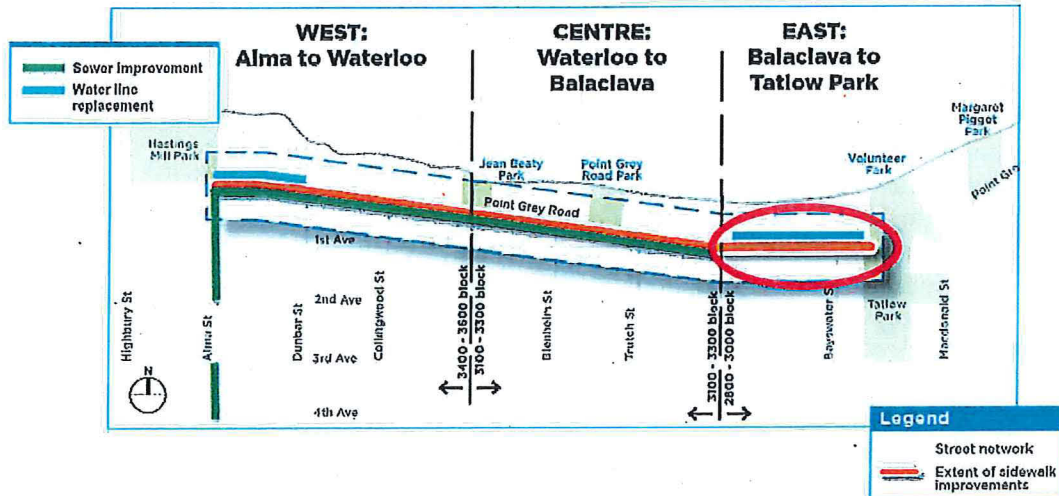 WEST:
Alma to Waterloo
CENTRE:
Waterloo to
Balaclava
EAST:
Balaclava to
Tatlow Park
Sewer improvement
Water line
replacement
Hastings
Mill Park
Jean Beaty
Park
Point Grey
Road Park
Volunteer
Park
Margaret
Piggot
Park
Point Gre
Point Grey Road
1st Ave
2nd Ave
3rd Ave
4th Ave
Highbury St
Alma St
Dunbar St
Collingwood St
3400 - 3600 block
3100 - 3300 block
Blenheim St
Trutch St
3100 - 3300 block
2800 - 3000 block
Bayswater St
Tatlow
Park
Macdonald St
N
Legend
Street network
Extent of sidewalk
improvements